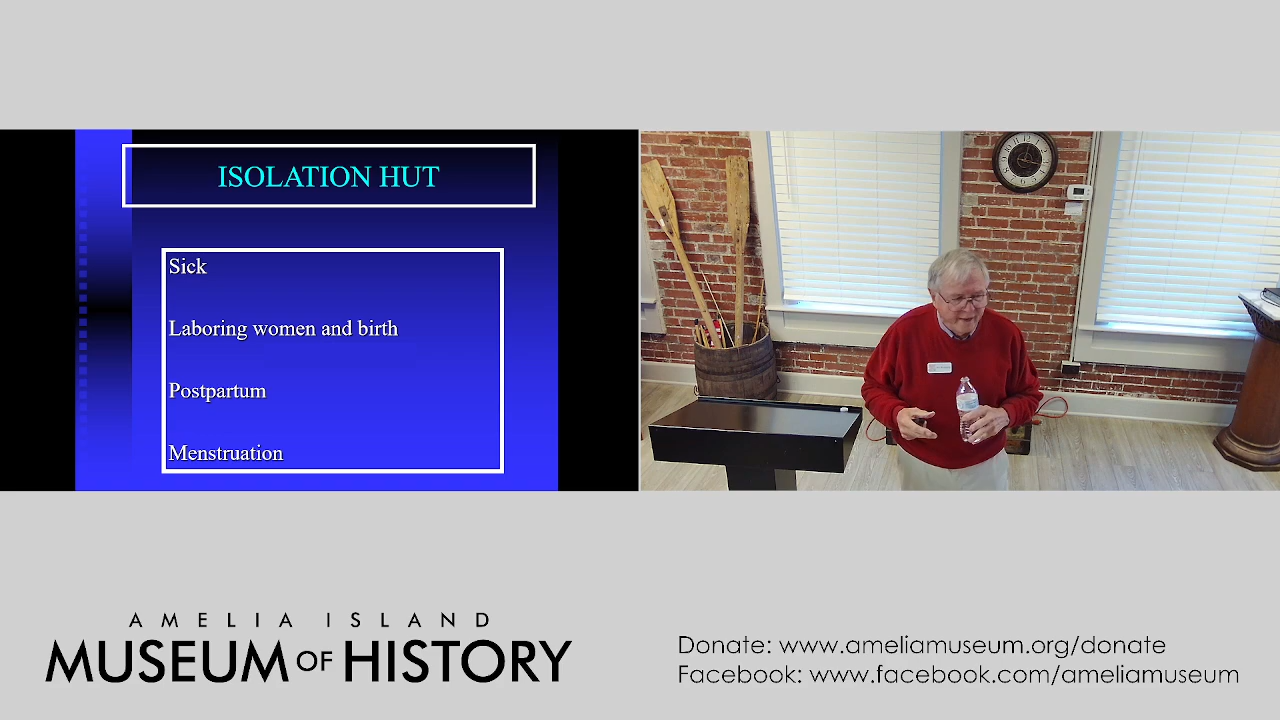 ISOLATION HUT
Sick
Laboring women and birth
Postpartum
Menstruation
AMELIA ISLAND
MUSEUM OF HISTORY
Donate: www.ameliamuseum.org/donate
Facebook: www.facebook.com/ameliamuseum